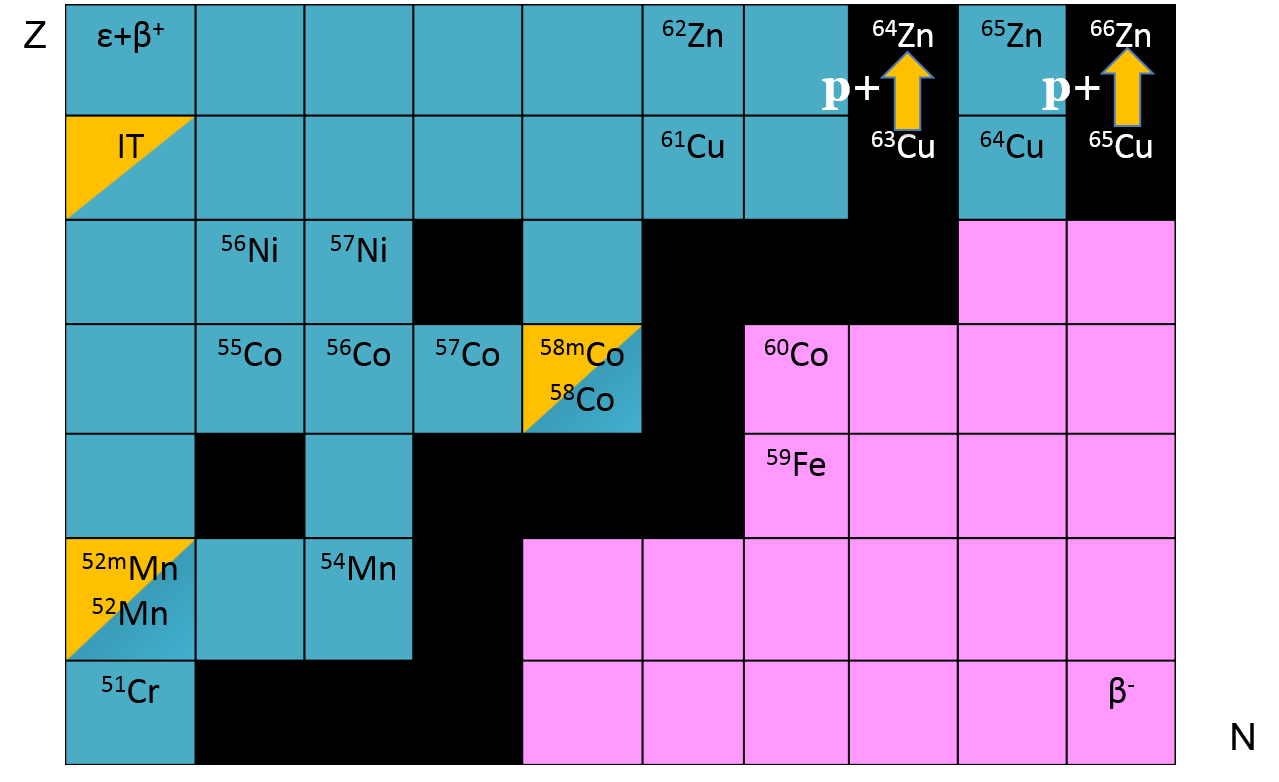 Z
ε+β⁺
⁶²Zn
⁶⁴Zn
⁶⁵Zn
⁶⁶Zn
p+
p+
IT
⁶¹Cu
⁶³Cu
⁶⁴Cu
⁶⁵Cu
⁵⁶Ni
⁵⁷Ni
⁵⁵Co
⁵⁶Co
⁵⁷Co
⁵⁸ᵐCo
⁵⁸Co
⁶⁰Co
⁵⁹Fe
⁵²ᵐMn
⁵²Mn
⁵⁴Mn
⁵¹Cr
β⁻
N